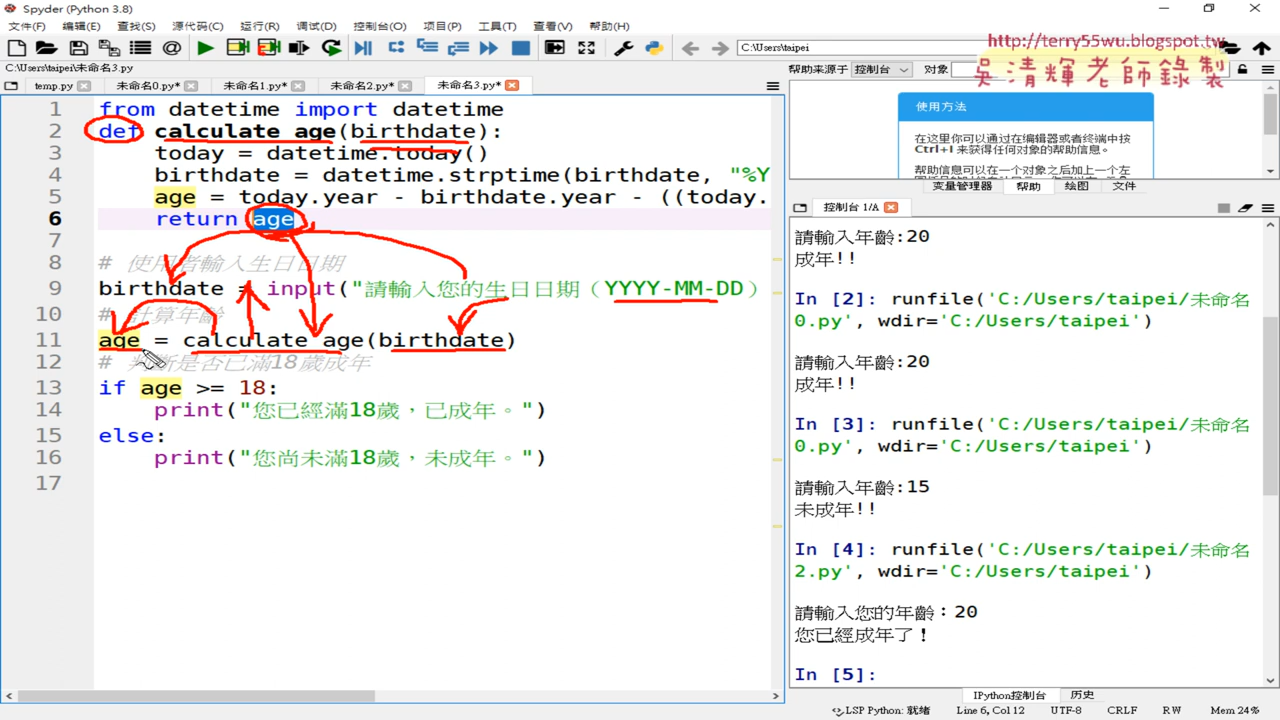 Spyder (Python 3.8)
文件(F) 编辑(E) 查找(S) 源代码(C) 运行(R) 调试(D) 控制台(O) 项目(P) 工具(T) 查看(V) 帮助(H)
C:\Users\taipei
http://terry55wu.blogspot.tw
吳清輝老師錄製
C:\Users\taipei\未命名3.py
temp.py 未命名0.py* 未命名1.py* 未命名2.py* 未命名3.py*
帮助来源于 控制台 对象
1 from datetime import datetime
2 def calculate_age(birthdate):
3 today = datetime.today()
4 birthdate = datetime.strptime(birthdate, "%Y
5 age = today.year - birthdate.year - ((today.
6 return age
7
8 # 使用者輸入生日日期
9 birthdate = input("請輸入您的生日日期（YYYY-MM-DD）
10 # 計算年齡
11 age = calculate_age(birthdate)
12 # 判斷是否已滿18歲成年
13 if age >= 18:
14 print("您已經滿18歲，已成年。")
15 else:
16 print("您尚未滿18歲，未成年。")
17
使用方法
在这里你可以通过在编辑器或者终端中按
Ctrl+I 来获得任何对象的帮助信息。
帮助信息可以在一个对象之后加上一个左
变量管理器 帮助 绘图 文件
控制台 1/A
請輸入年齡:20
成年!!
In [2]: runfile('C:/Users/taipei/未命名
0.py', wdir='C:/Users/taipei')
請輸入年齡:20
成年!!
In [3]: runfile('C:/Users/taipei/未命名
0.py', wdir='C:/Users/taipei')
請輸入年齡:15
未成年!!
In [4]: runfile('C:/Users/taipei/未命名
2.py', wdir='C:/Users/taipei')
請輸入您的年齡：20
您已經成年了！
In [5]:
IPython控制台 历史
LSP Python: 就绪 Line 6, Col 12 UTF-8 CRLF RW Mem 24%